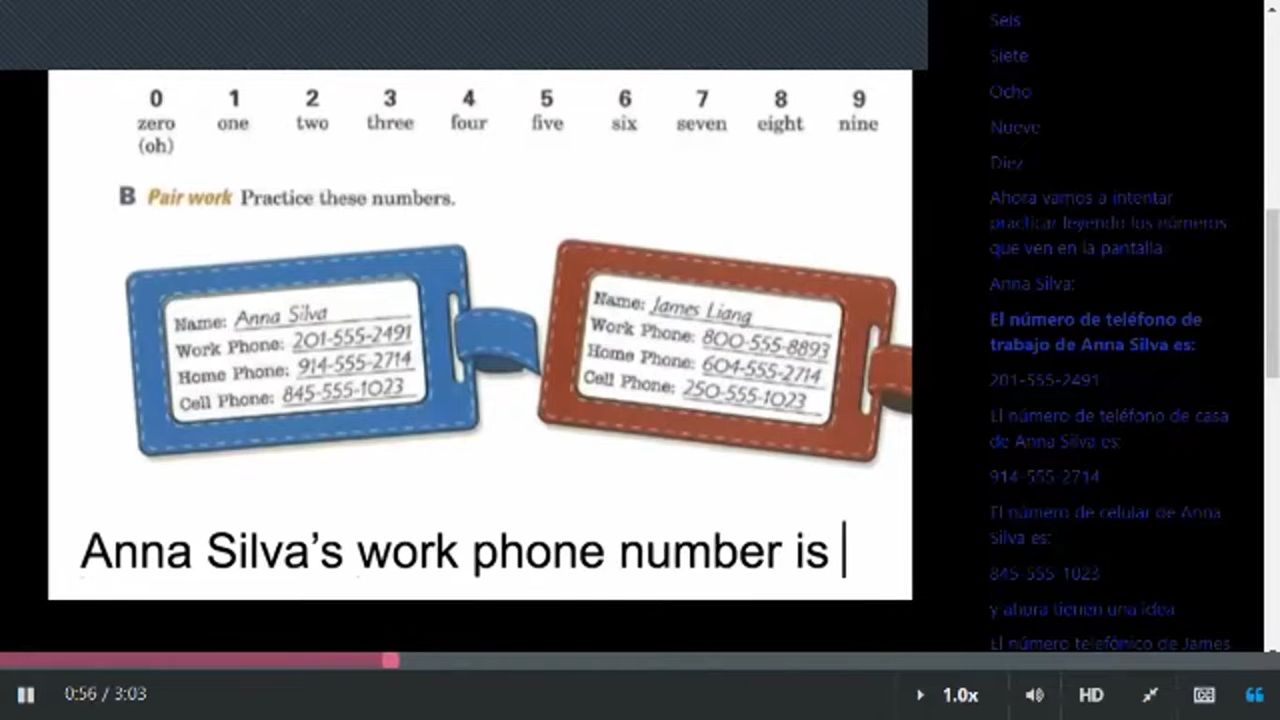 0 1 2 3 4 5 6 7 8 9
zero one two three four five six seven eight nine
(oh)
B Pair work Practice these numbers.
Name: Anna Silva
Work Phone: 201-555-2491
Home Phone: 914-555-2714
Cell Phone: 845-555-1023
Name: James Liang
Work Phone: 800-555-8893
Home Phone: 604-555-2714
Cell Phone: 250-555-1023
Anna Silva’s work phone number is
Seis
Siete
Ocho
Nueve
Diez
Ahora vamos a intentar
practicar leyendo los números
que ven en la pantalla
Anna Silva:
El número de teléfono de
trabajo de Anna Silva es:
201-555-2491
El número de teléfono de casa
de Anna Silva es:
914-555-2714
El número de celular de Anna
Silva es:
845-555-1023
y ahora tienen una idea
El número telefónico de James
0:56 / 3:03
1.0x
HD
CC